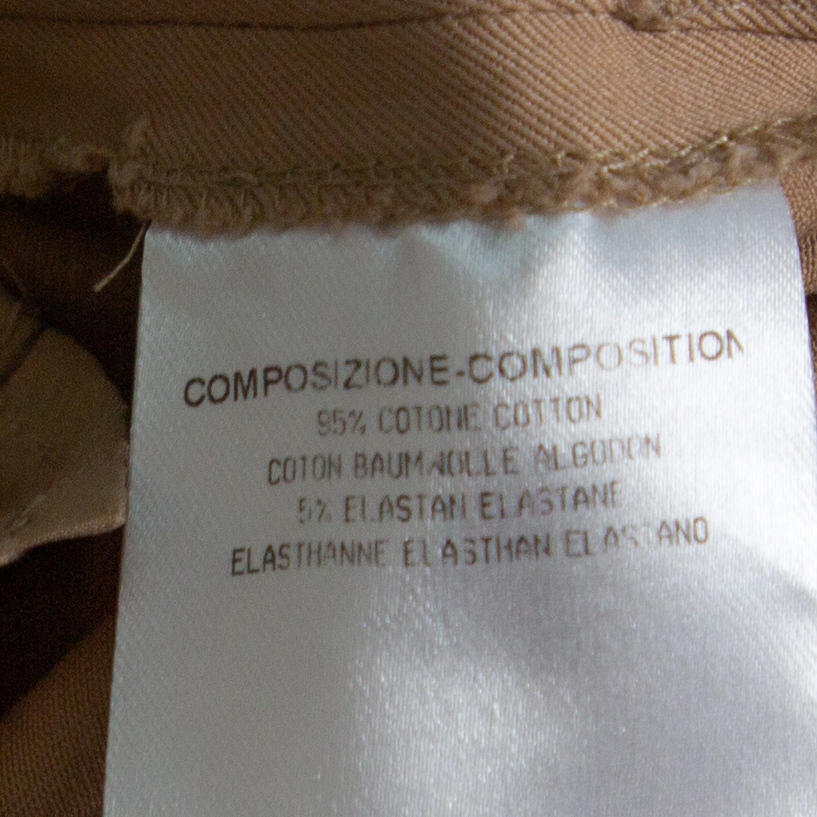 COMPOSIZIONE-COMPOSITION
95% COTONE COTTON
COTON BAUMWOLLE ALGODON
5% ELASTAN ELASTANE
ELASTHANNE ELASTHAN ELASTANO